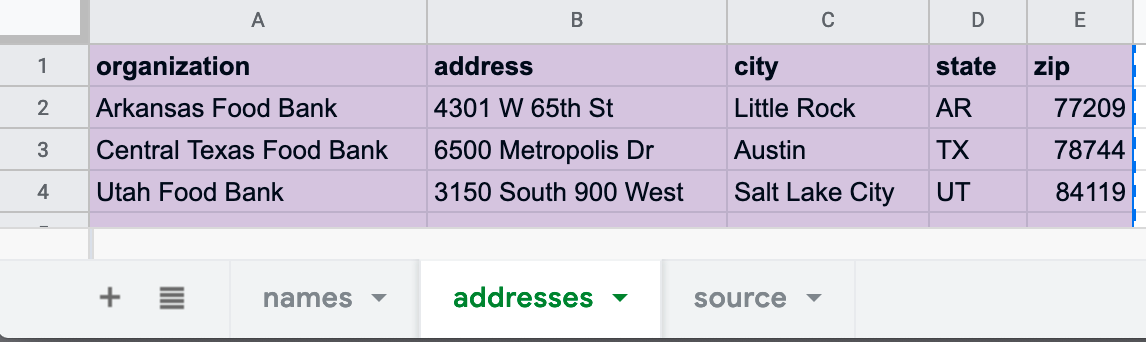 A B C D E
1 organization address city state zip
2 Arkansas Food Bank 4301 W 65th St Little Rock AR 77209
3 Central Texas Food Bank 6500 Metropolis Dr Austin TX 78744
4 Utah Food Bank 3150 South 900 West Salt Lake City UT 84119
+ names addresses source